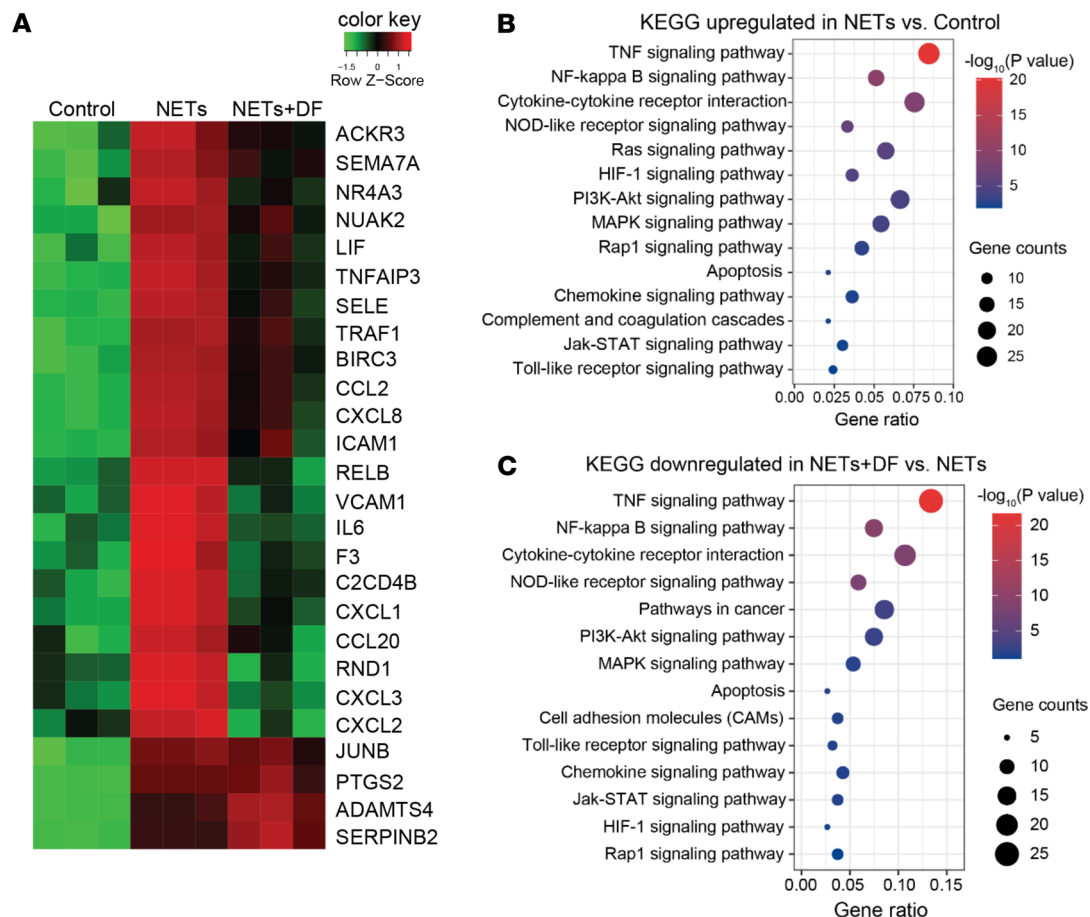 A
color key
-1.5 0 1
Row Z-Score
Control NETs NETs+DF
ACKR3
SEMA7A
NR4A3
NUAK2
LIF
TNFAIP3
SELE
TRAF1
BIRC3
CCL2
CXCL8
ICAM1
RELB
VCAM1
IL6
F3
C2CD4B
CXCL1
CCL20
RND1
CXCL3
CXCL2
JUNB
PTGS2
ADAMTS4
SERPINB2
B
KEGG upregulated in NETs vs. Control
TNF signaling pathway
NF-kappa B signaling pathway
Cytokine-cytokine receptor interaction
NOD-like receptor signaling pathway
Ras signaling pathway
HIF-1 signaling pathway
PI3K-Akt signaling pathway
MAPK signaling pathway
Rap1 signaling pathway
Apoptosis
Chemokine signaling pathway
Complement and coagulation cascades
Jak-STAT signaling pathway
Toll-like receptor signaling pathway
0.00 0.025 0.05 0.075 0.10
Gene ratio
-log₁₀(P value)
20
15
10
5
Gene counts
10
15
20
25
C
KEGG downregulated in NETs+DF vs. NETs
TNF signaling pathway
NF-kappa B signaling pathway
Cytokine-cytokine receptor interaction
NOD-like receptor signaling pathway
Pathways in cancer
PI3K-Akt signaling pathway
MAPK signaling pathway
Apoptosis
Cell adhesion molecules (CAMs)
Toll-like receptor signaling pathway
Chemokine signaling pathway
Jak-STAT signaling pathway
HIF-1 signaling pathway
Rap1 signaling pathway
0.00 0.05 0.10 0.15
Gene ratio
-log₁₀(P value)
20
15
10
5
Gene counts
5
10
15
20
25